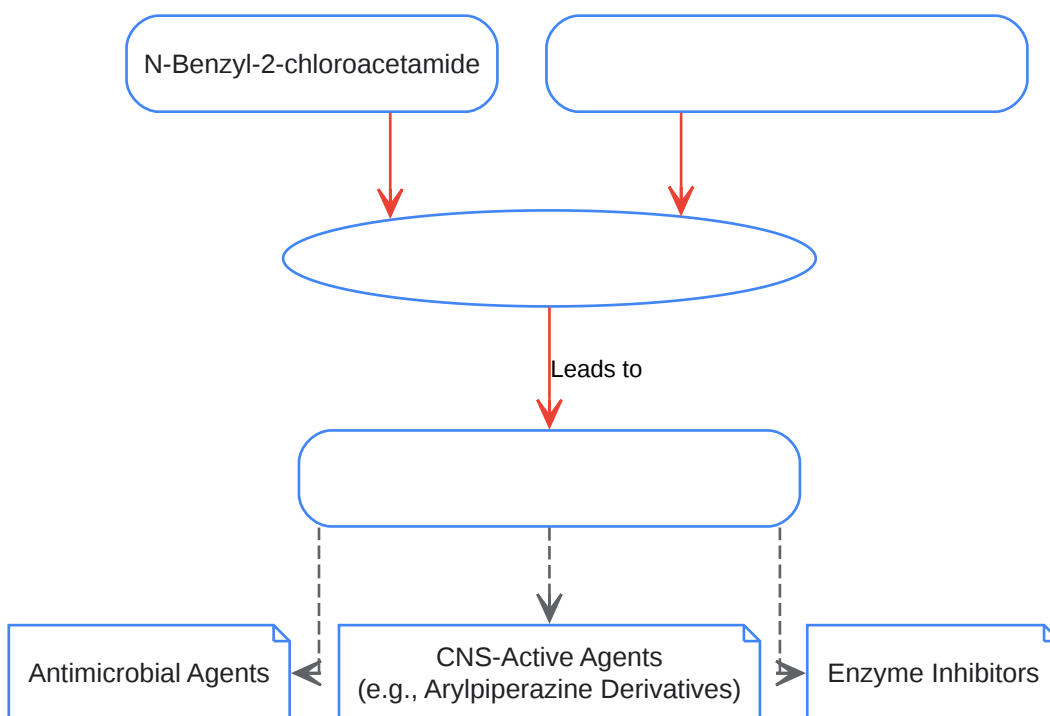 N-Benzyl-2-chloroacetamide
Leads to
Antimicrobial Agents
CNS-Active Agents
(e.g., Arylpiperazine Derivatives)
Enzyme Inhibitors